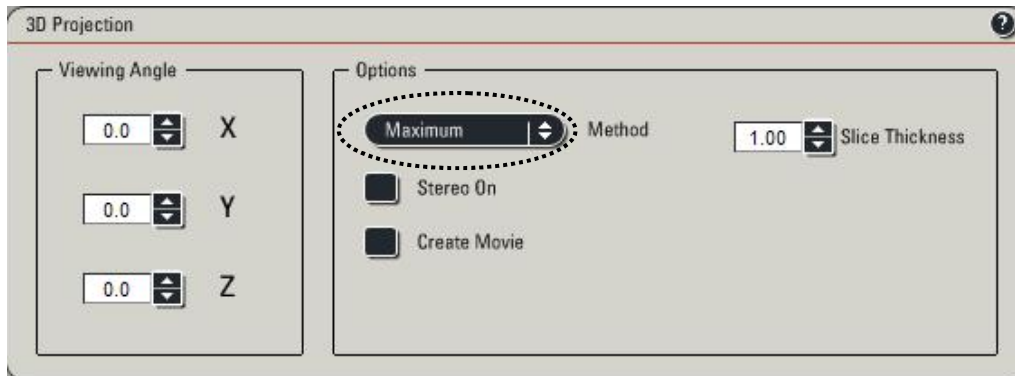 3D Projection
?
Viewing Angle
0.0 X
0.0 Y
0.0 Z
Options
Maximum Method
1.00 Slice Thickness
Stereo On
Create Movie